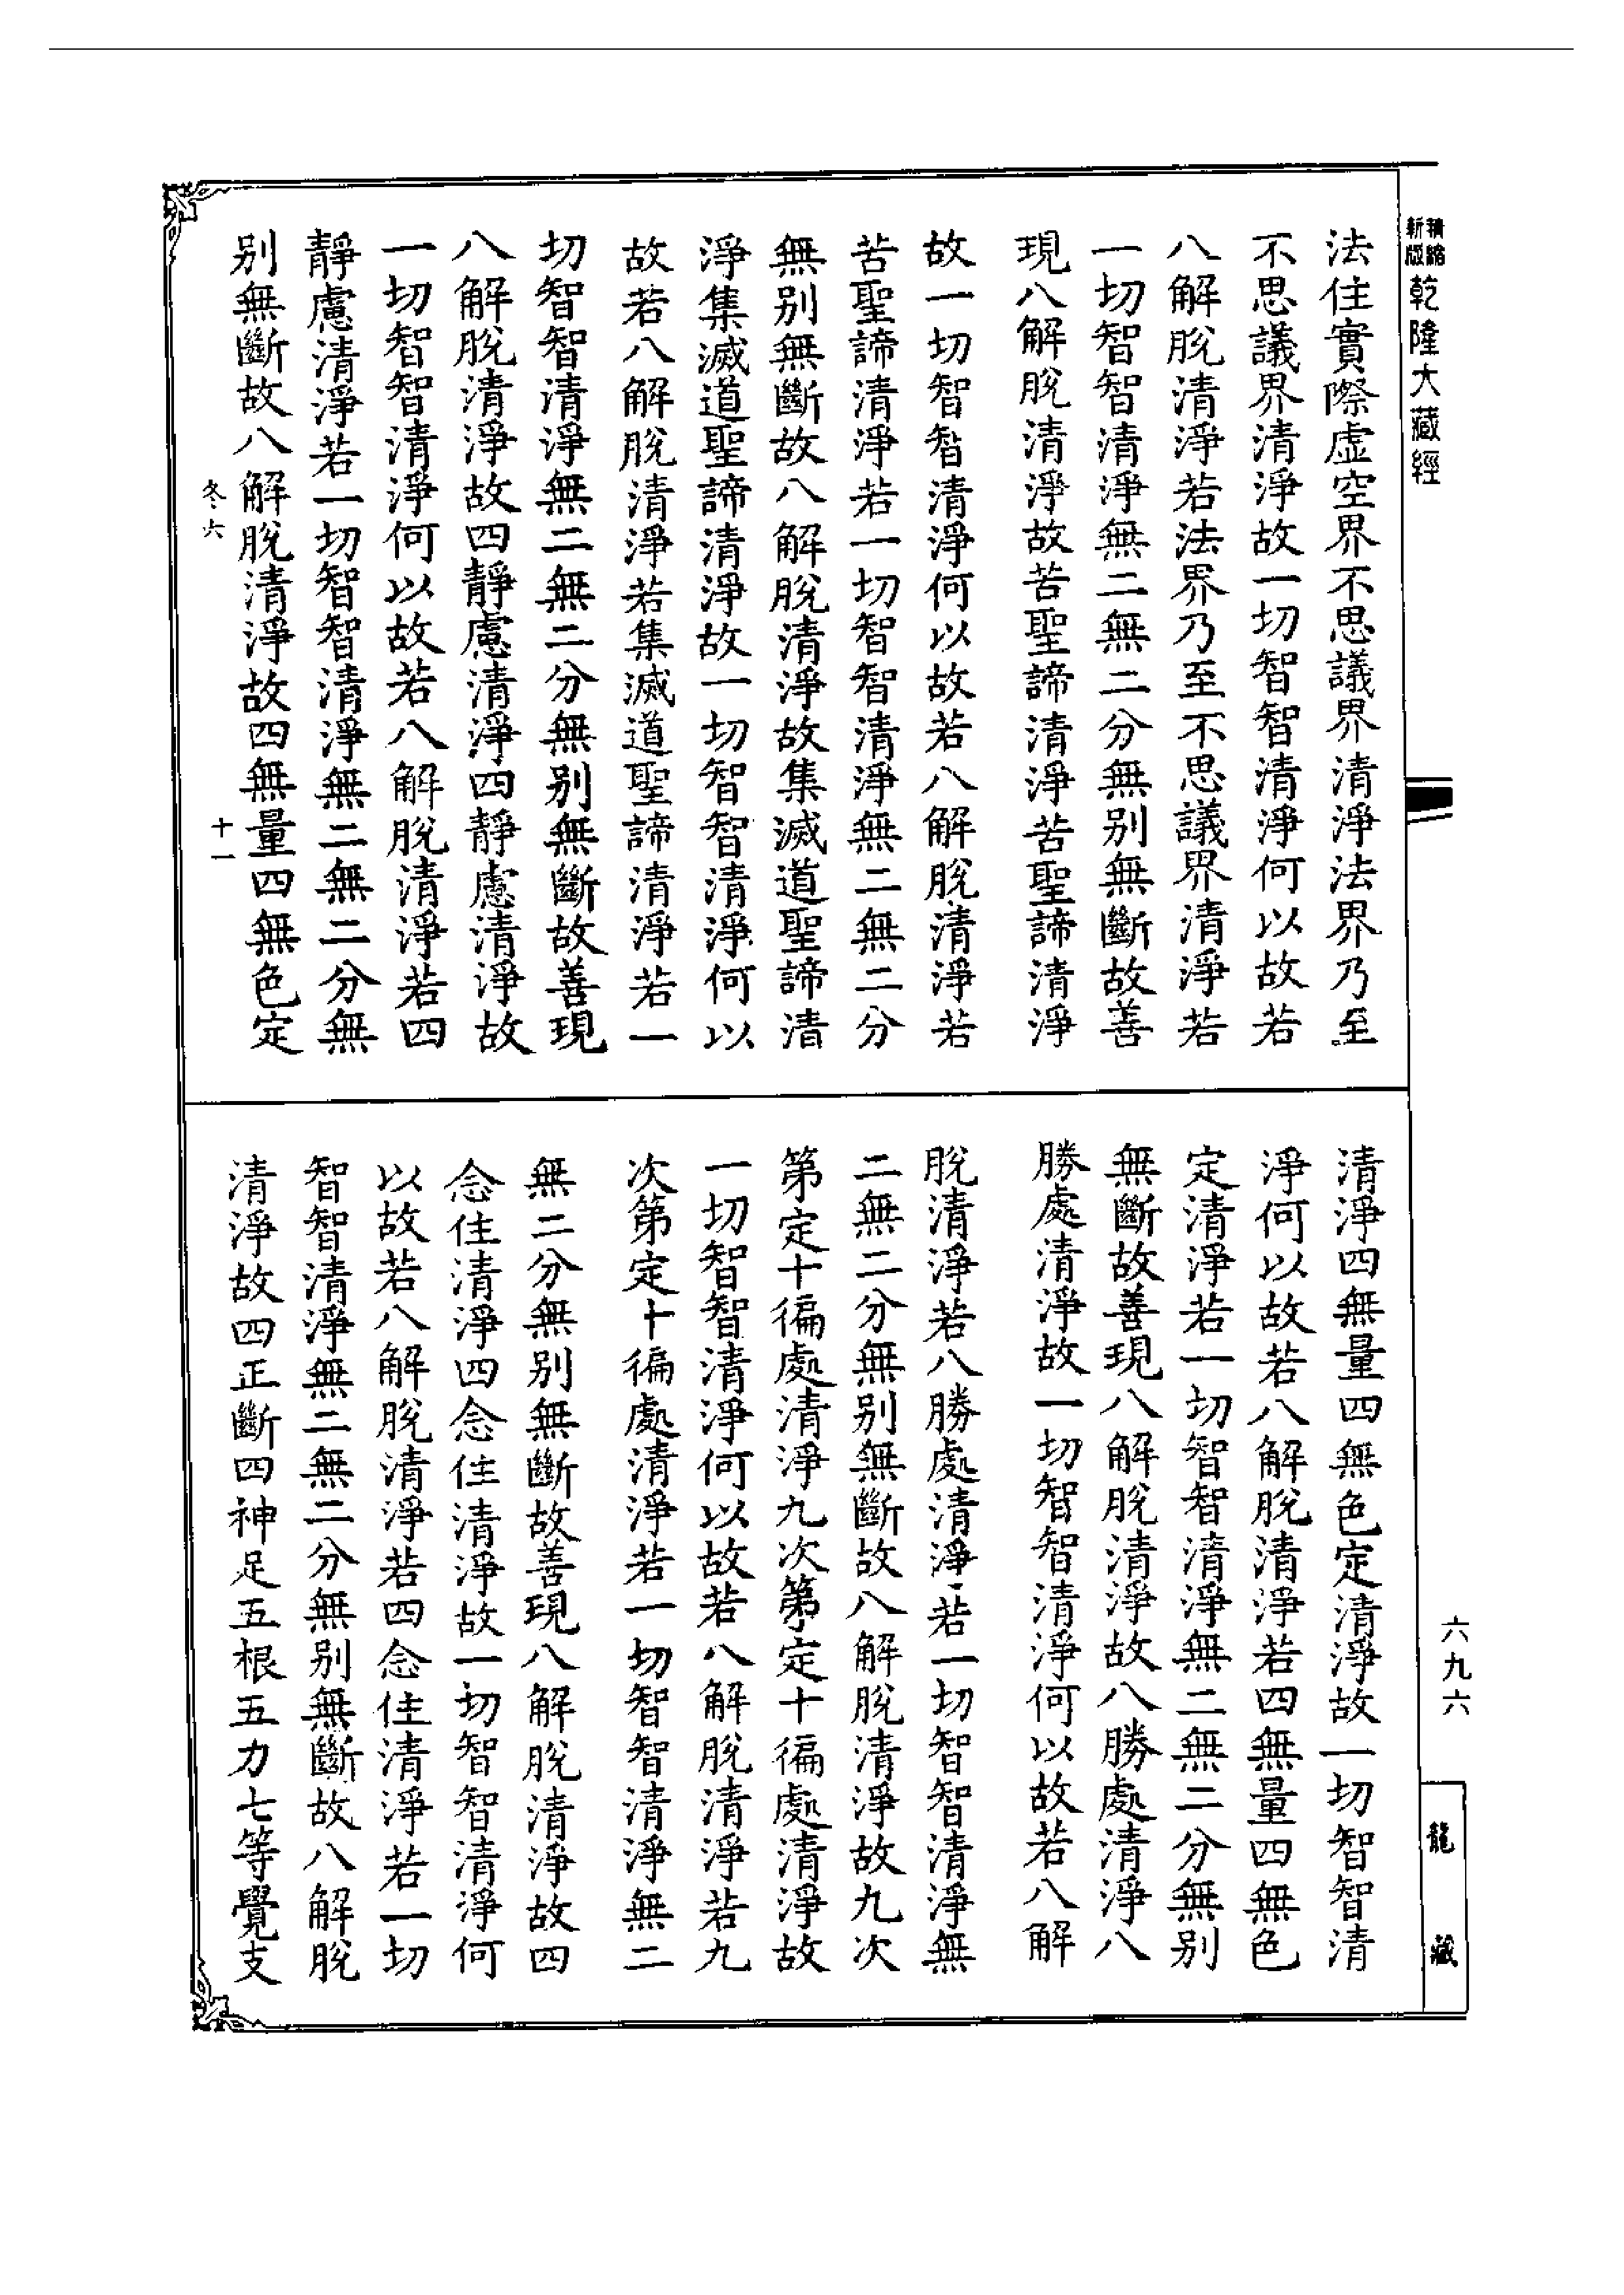 精縮
新版
乾隆大藏經
法住實際虛空界不思議界清淨法界乃至
不思議界清淨故一切智智清淨何以故若
八解脫清淨若法界乃至不思議界清淨若
一切智智清淨無二無二分無別無斷故善
現八解脫清淨故苦聖諦清淨苦聖諦清淨
故一切智智清淨何以故若八解脫清淨若
苦聖諦清淨若一切智智清淨無二無二分
無別無斷故八解脫清淨故集滅道聖諦清
淨集滅道聖諦清淨故一切智智清淨何以
故若八解脫清淨若集滅道聖諦清淨若一
切智智清淨無二無二分無別無斷故善現
八解脫清淨故四靜慮清淨四靜慮清淨故
一切智智清淨何以故若八解脫清淨若四
靜慮清淨若一切智智清淨無二無二分無
別無斷故八解脫清淨故四無量四無色定
冬六
十一
清淨四無量四無色定清淨故一切智智清
淨何以故若八解脫清淨若四無量四無色
定清淨若一切智智清淨無二無二分無別
無斷故善現八解脫清淨故八勝處清淨八
勝處清淨故一切智智清淨何以故若八解
脫清淨若八勝處清淨若一切智智清淨無
二無二分無別無斷故八解脫清淨故九次
第定十徧處清淨九次第定十徧處清淨故
一切智智清淨何以故若八解脫清淨若九
次第定十徧處清淨若一切智智清淨無二
無二分無別無斷故善現八解脫清淨故四
念住清淨四念住清淨故一切智智清淨何
以故若八解脫清淨若四念住清淨若一切
智智清淨無二無二分無別無斷故八解脫
清淨故四正斷四神足五根五力七等覺支
六九六
龍藏